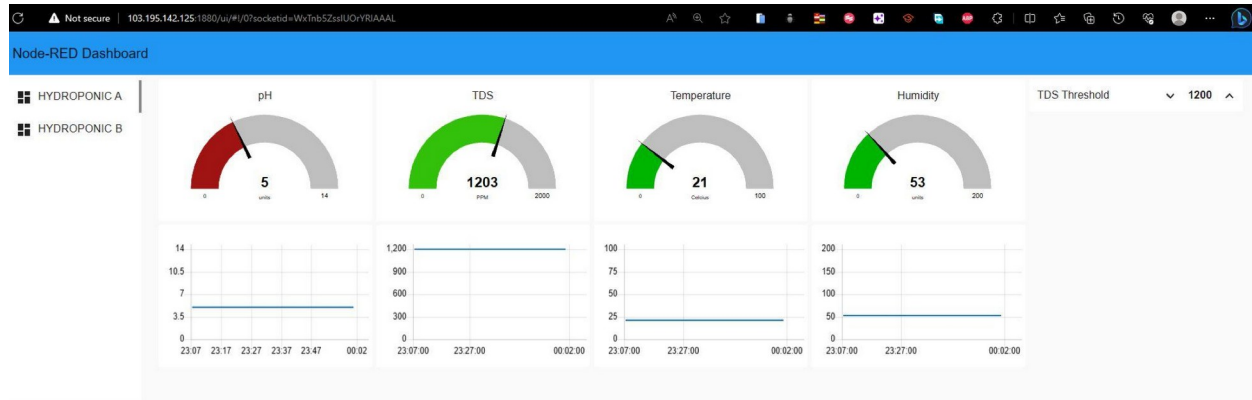 Not secure 103.195.142.125:1880/ui/#!/0?socketid=WxTnb5ZssIUOrYRIAAAL
Node-RED Dashboard
HYDROPONIC A
HYDROPONIC B
pH
5
units
0
14
TDS
1203
PPM
0
2000
Temperature
21
Celcius
0
100
Humidity
53
units
0
200
TDS Threshold 1200
14
10.5
7
3.5
0
23:07 23:17 23:27 23:37 23:47 00:02
1,200
900
600
300
0
23:07:00 23:27:00 00:02:00
100
75
50
25
0
23:07:00 23:27:00 00:02:00
200
150
100
50
0
23:07:00 23:27:00 00:02:00